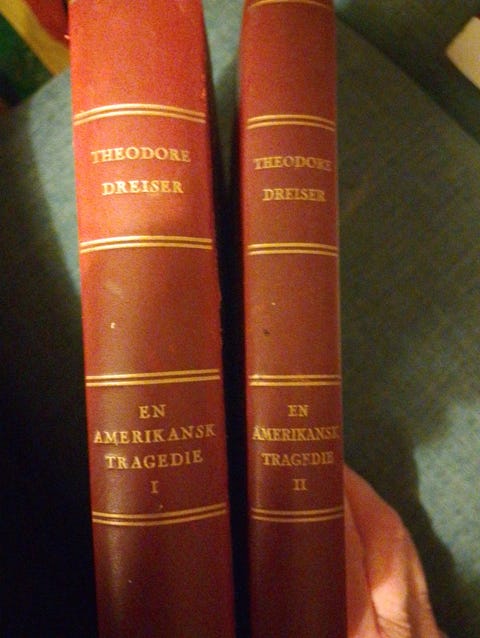 THEODORE
DREISER
EN
AMERIKANSK
TRAGEDIE
I
THEODORE
DREISER
EN
AMERIKANSK
TRAGEDIE
II